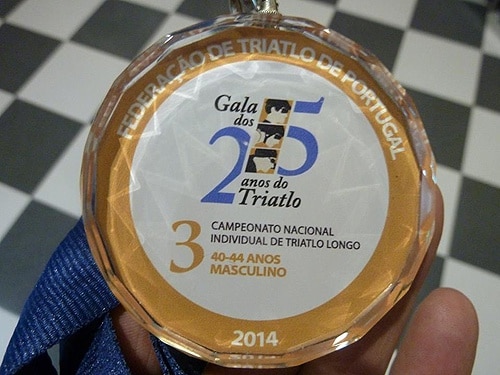 FEDERAÇÃO DE TRIATLO DE PORTUGAL
Gala
dos
25
anos do
Triatlo
3
CAMPEONATO NACIONAL
INDIVIDUAL DE TRIATLO LONGO
40-44 ANOS
MASCULINO
2014